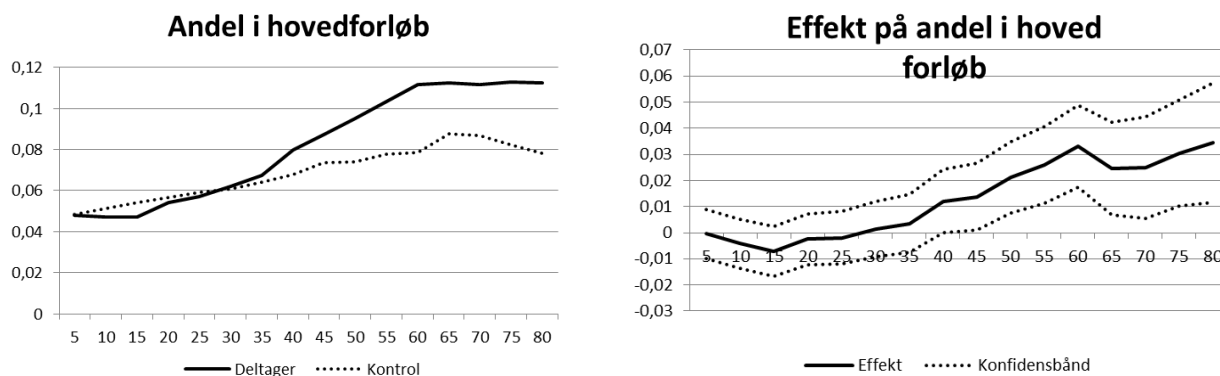 Andel i hovedforløb
0,12
0,1
0,08
0,06
0,04
0,02
0
5 10 15 20 25 30 35 40 45 50 55 60 65 70 75 80
Deltager Kontrol
Effekt på andel i hoved
forløb
0,07
0,06
0,05
0,04
0,03
0,02
0,01
0
-0,01
-0,02
-0,03
5 10 15 20 25 30 35 40 45 50 55 60 65 70 75 80
Effekt Konfidensbånd